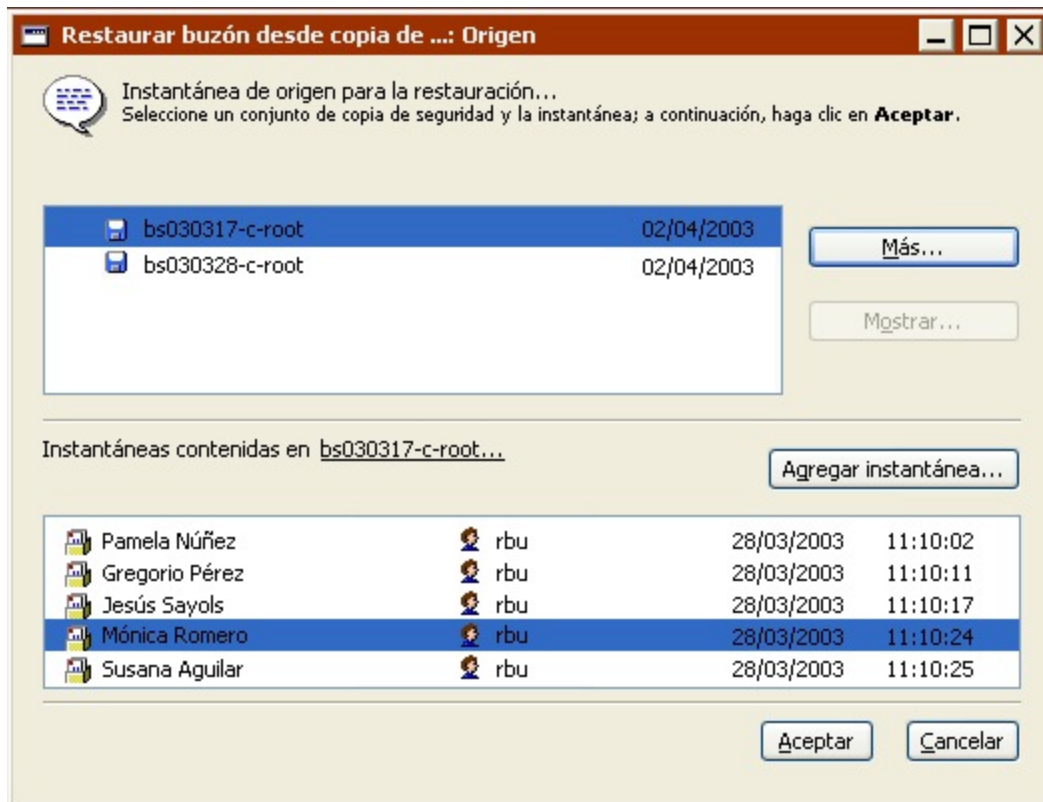 Restaurar buzón desde copia de ...: Origen
Instantánea de origen para la restauración...
Seleccione un conjunto de copia de seguridad y la instantánea; a continuación, haga clic en Aceptar.
bs030317-c-root 02/04/2003
Más...
bs030328-c-root 02/04/2003
Mostrar...
Instantáneas contenidas en bs030317-c-root...
Agregar instantánea...
Pamela Núñez rbu 28/03/2003 11:10:02
Gregorio Pérez rbu 28/03/2003 11:10:11
Jesús Sayols rbu 28/03/2003 11:10:17
Mónica Romero rbu 28/03/2003 11:10:24
Susana Aguilar rbu 28/03/2003 11:10:25
Aceptar Cancelar